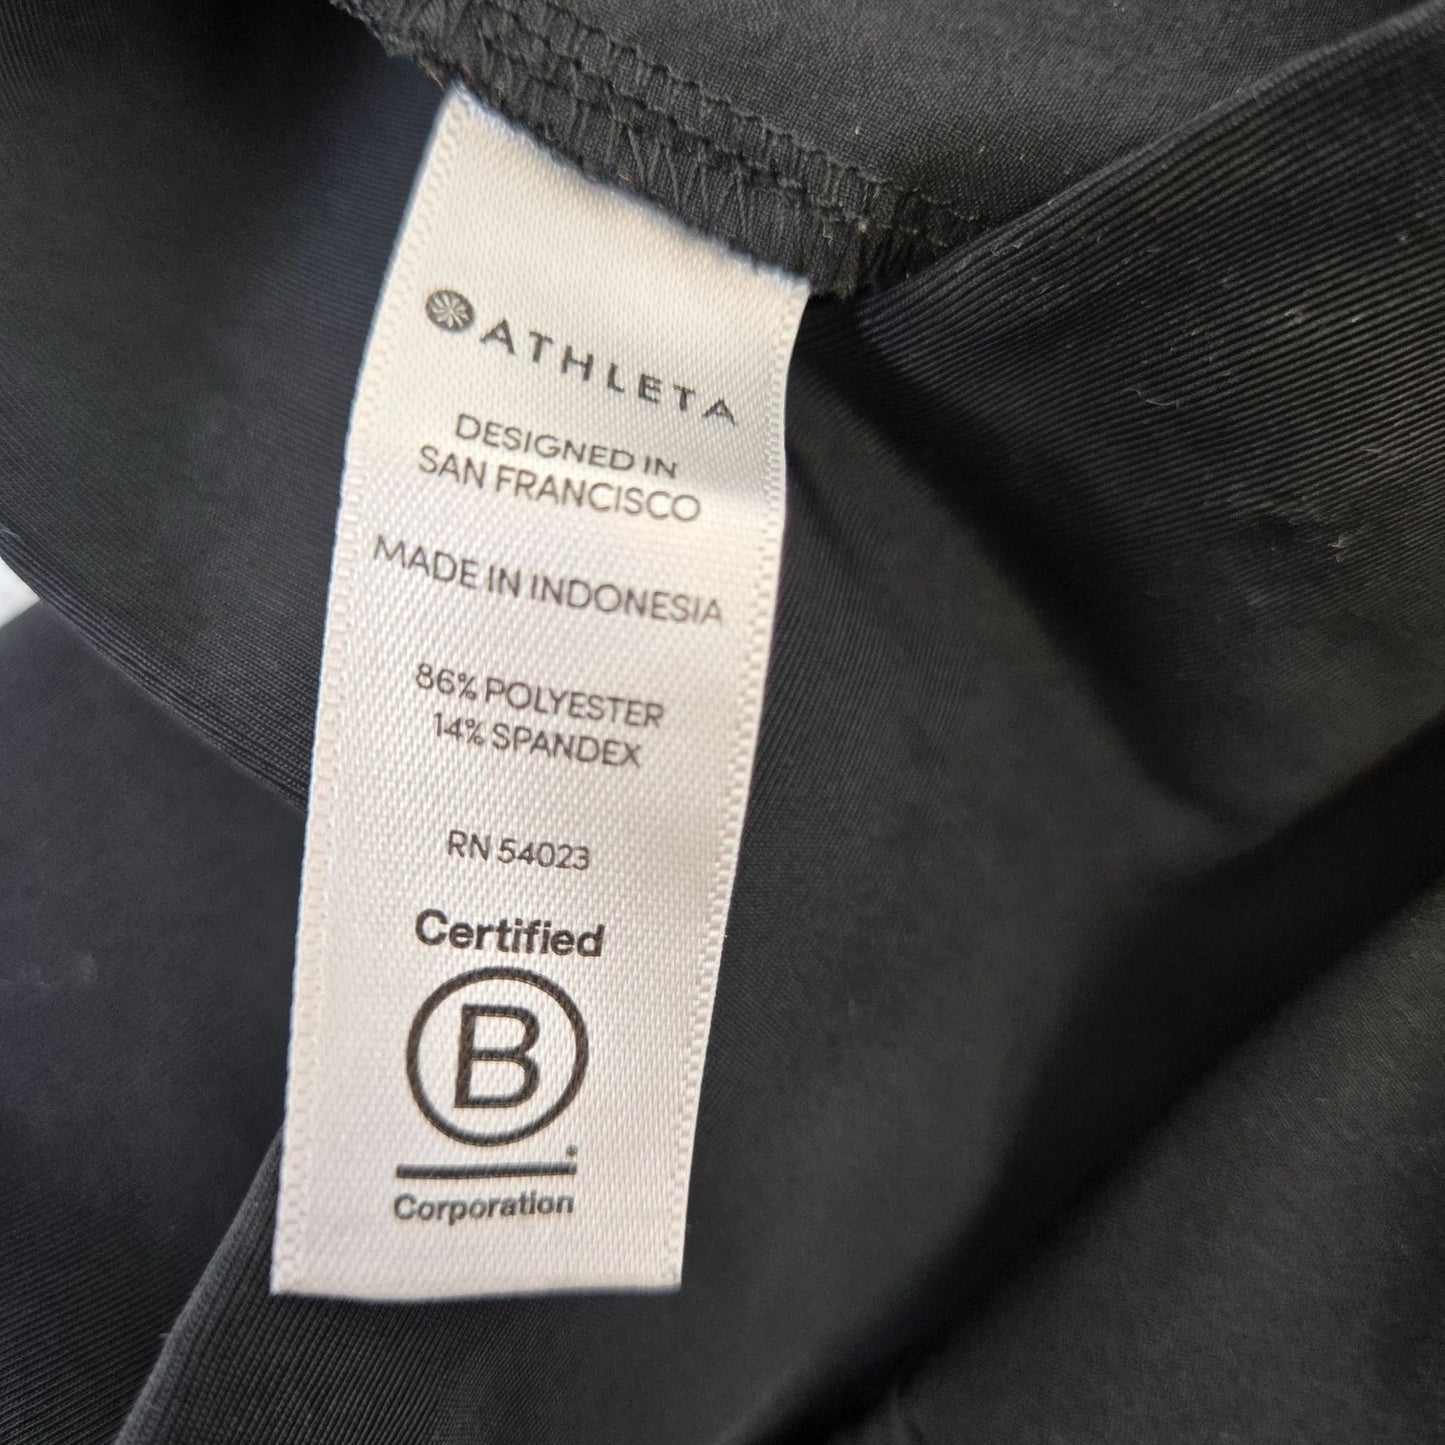 ATHLETA
DESIGNED IN
SAN FRANCISCO
MADE IN INDONESIA
86% POLYESTER
14% SPANDEX
RN 54023
Certified
B
Corporation